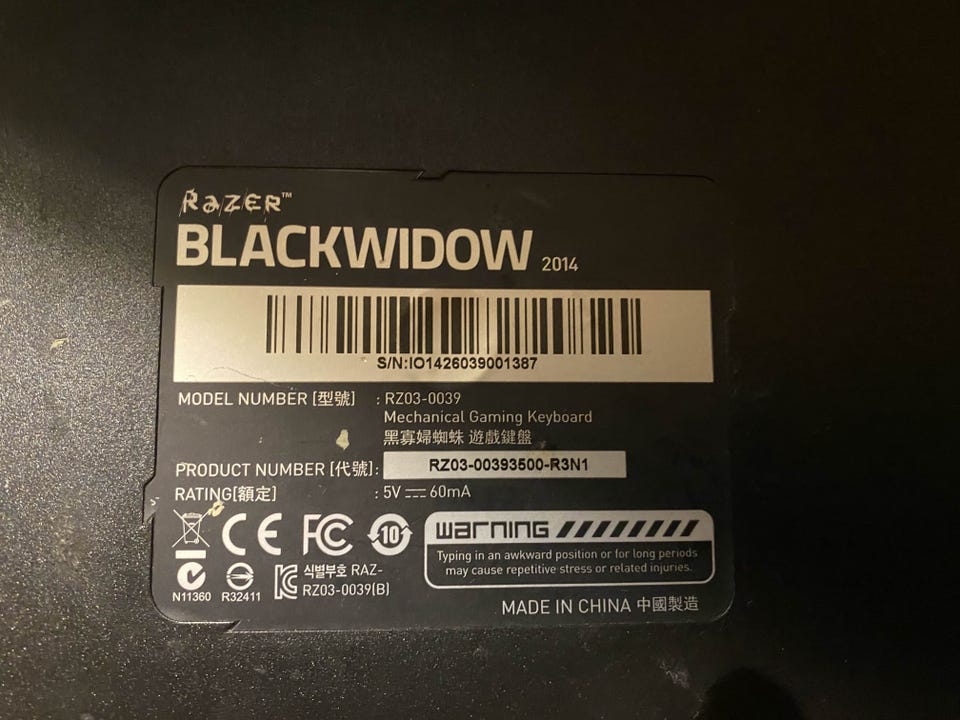 RAZER™
BLACKWIDOW 2014
S/N:IO1426039001387
MODEL NUMBER [型號] : RZ03-0039
Mechanical Gaming Keyboard
黑寡婦蜘蛛 遊戲鍵盤
PRODUCT NUMBER [代號]: RZ03-00393500-R3N1
RATING[額定] : 5V ⎓ 60mA
CE FC 10
warning
Typing in an awkward position or for long periods
may cause repetitive stress or related injuries.
N11360 R32411
식별부호 RAZ-
RZ03-0039(B)
MADE IN CHINA 中國製造